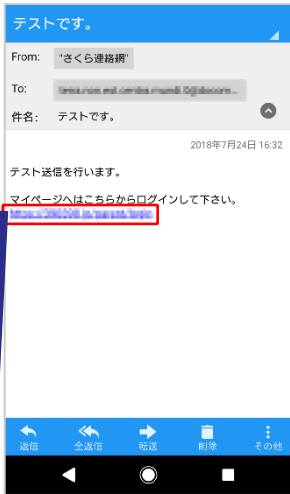 テストです。
From: "さくら連絡網"
To:
件名: テストです。
2018年7月24日 16:32
テスト送信を行います。
マイページへはこちらからログインして下さい。
返信 全返信 転送 削除 その他